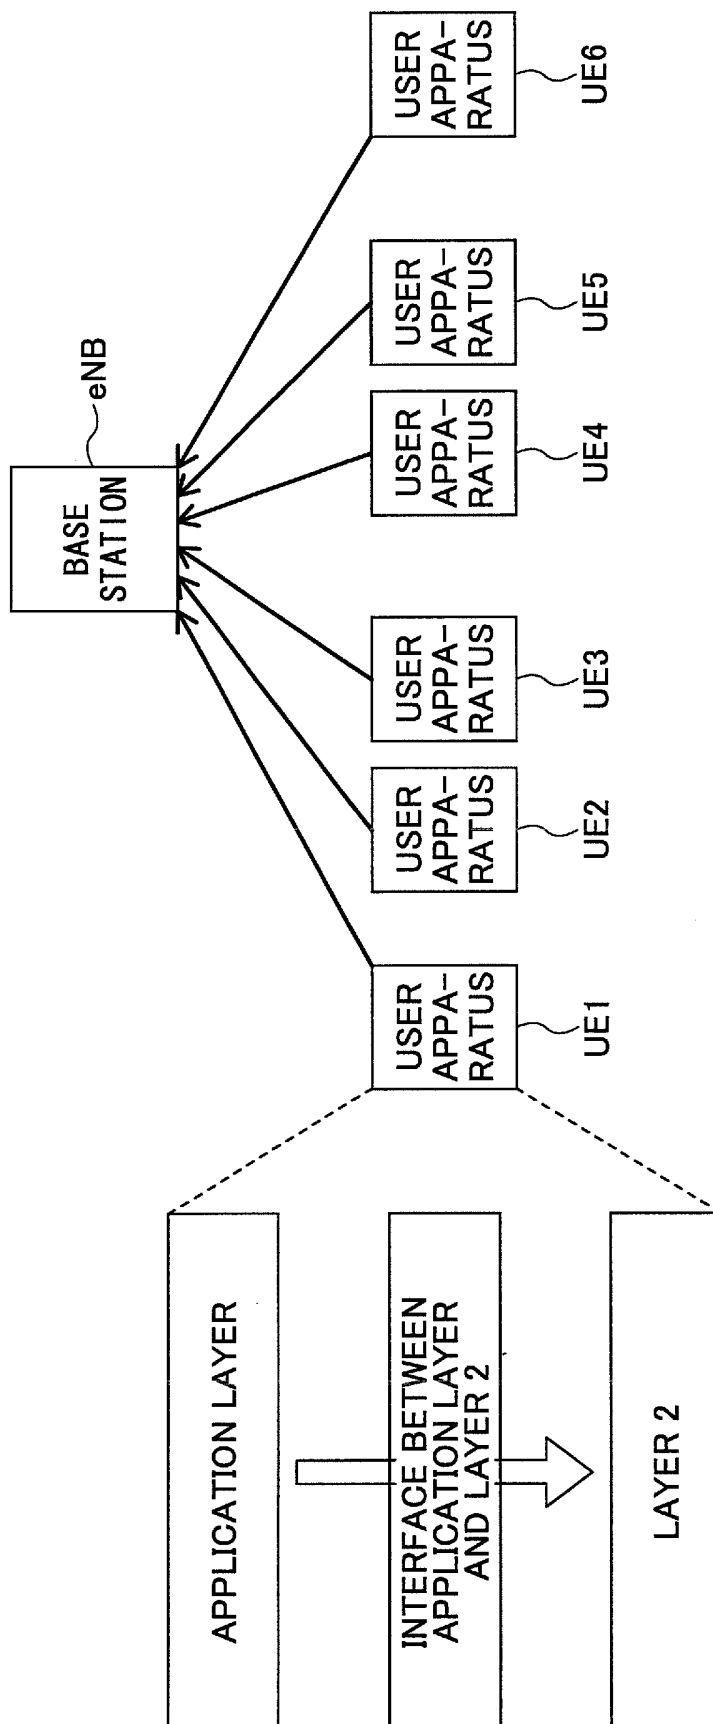 BASE
STATION
eNB
USER
APPA-
RATUS
UE1
USER
APPA-
RATUS
UE2
USER
APPA-
RATUS
UE3
USER
APPA-
RATUS
UE4
USER
APPA-
RATUS
UE5
USER
APPA-
RATUS
UE6
APPLICATION LAYER
INTERFACE BETWEEN
APPLICATION LAYER
AND LAYER 2
LAYER 2